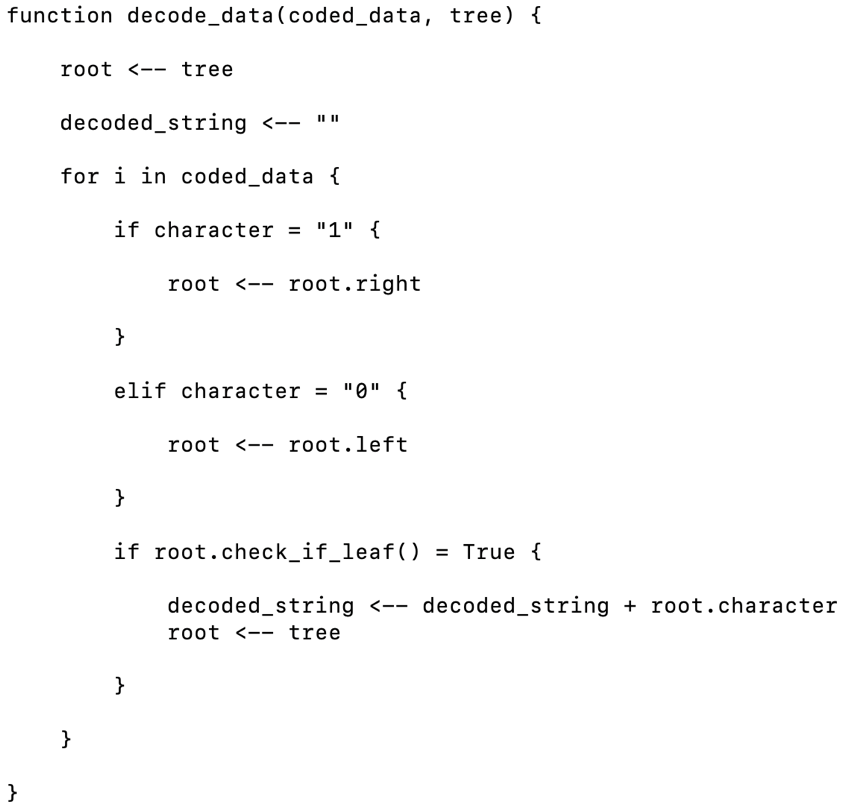 function decode_data(coded_data, tree) {
    root <-- tree
    decoded_string <-- ""
    for i in coded_data {
        if character = "1" {
            root <-- root.right
        }
        elif character = "0" {
            root <-- root.left
        }
        if root.check_if_leaf() = True {
            decoded_string <-- decoded_string + root.character
            root <-- tree
        }
    }
}